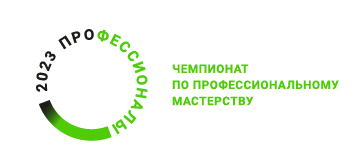 2023 ПРОФЕССИОНАЛЫ
ЧЕМПИОНАТ
ПО ПРОФЕССИОНАЛЬНОМУ
МАСТЕРСТВУ